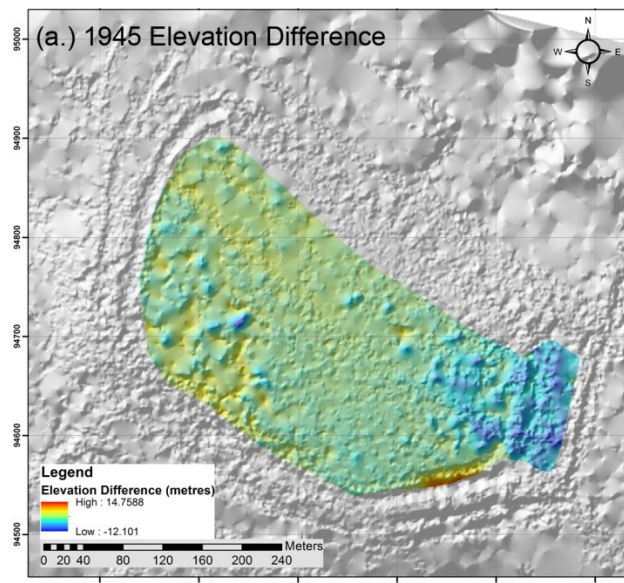 (a.) 1945 Elevation Difference
N
W E
S
95000
94900
94800
94700
94600
94500
Legend
Elevation Difference (metres)
High : 14.7588
Low : -12.101
Meters
0 20 40 80 120 160 200 240